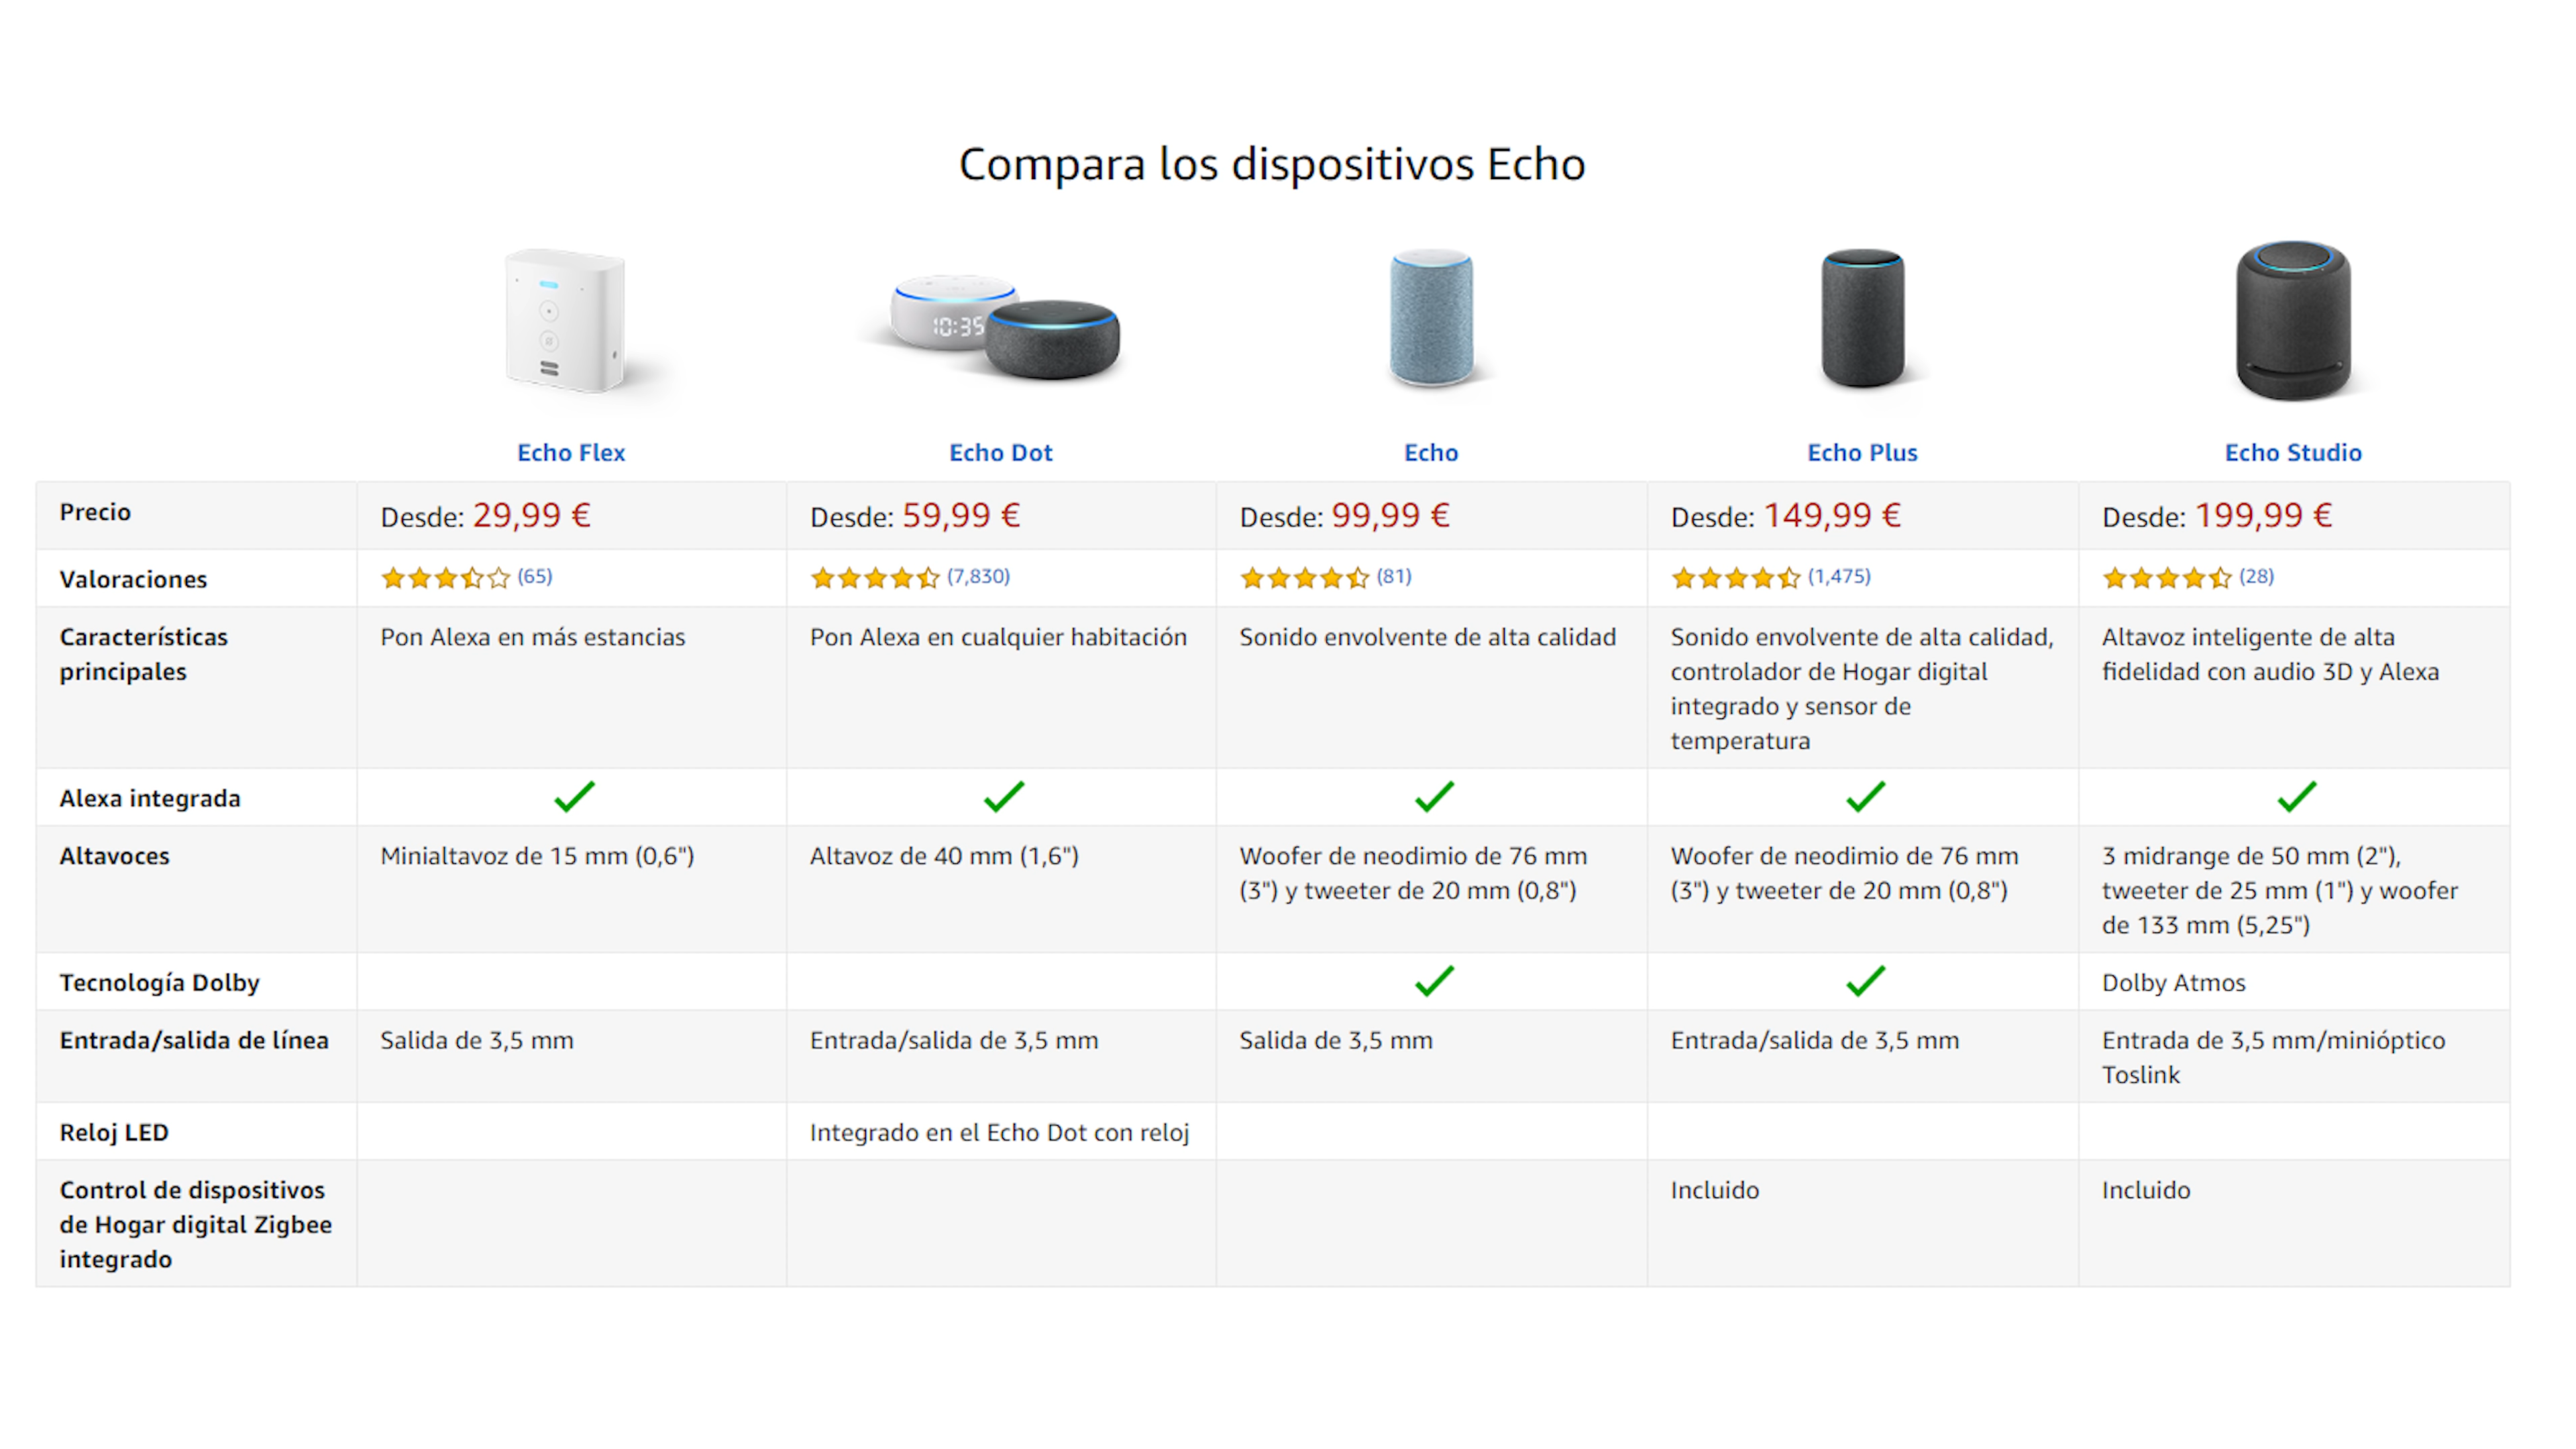 Compara los dispositivos Echo
10:35
Echo Flex Echo Dot Echo Echo Plus Echo Studio
Precio Desde: 29,99 € Desde: 59,99 € Desde: 99,99 € Desde: 149,99 € Desde: 199,99 €
Valoraciones (65) (7,830) (81) (1,475) (28)
Características Pon Alexa en más estancias Pon Alexa en cualquier habitación Sonido envolvente de alta calidad Sonido envolvente de alta calidad, Altavoz inteligente de alta
principales controlador de Hogar digital fidelidad con audio 3D y Alexa
integrado y sensor de
temperatura
Alexa integrada
Altavoces Minialtavoz de 15 mm (0,6") Altavoz de 40 mm (1,6") Woofer de neodimio de 76 mm Woofer de neodimio de 76 mm 3 midrange de 50 mm (2"),
(3") y tweeter de 20 mm (0,8") (3") y tweeter de 20 mm (0,8") tweeter de 25 mm (1") y woofer
de 133 mm (5,25")
Tecnología Dolby Dolby Atmos
Entrada/salida de línea Salida de 3,5 mm Entrada/salida de 3,5 mm Salida de 3,5 mm Entrada/salida de 3,5 mm Entrada de 3,5 mm/minióptico
Toslink
Reloj LED Integrado en el Echo Dot con reloj
Control de dispositivos Incluido Incluido
de Hogar digital Zigbee
integrado